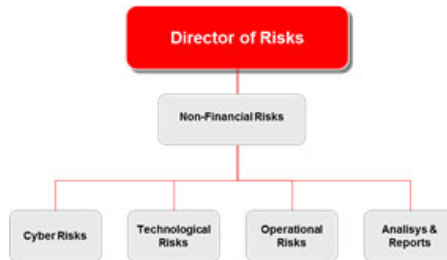 Director of Risks
Non-Financial Risks
Cyber Risks
Technological
Risks
Operational
Risks
Analisys &
Reports